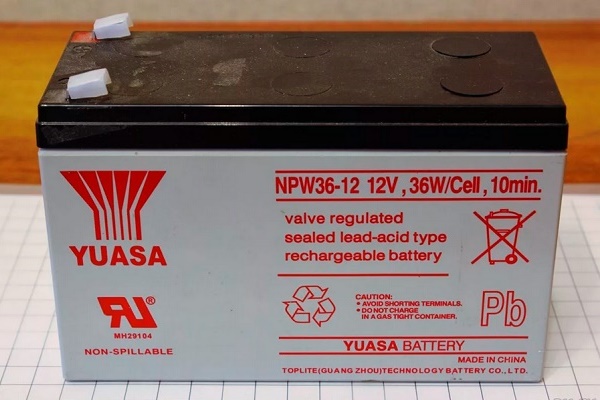 NPW36-12 12V, 36W/Cell, 10min.
valve regulated
sealed lead-acid type
rechargeable battery
YUASA
CAUTION:
• AVOID SHORTING TERMINALS.
• DO NOT CHARGE
IN A GAS TIGHT CONTAINER.
Pb
RU®
MH29104
NON-SPILLABLE
YUASA BATTERY
MADE IN CHINA
TOPLITE(GUANG ZHOU)TECHNOLOGY BATTERY CO., LTD.